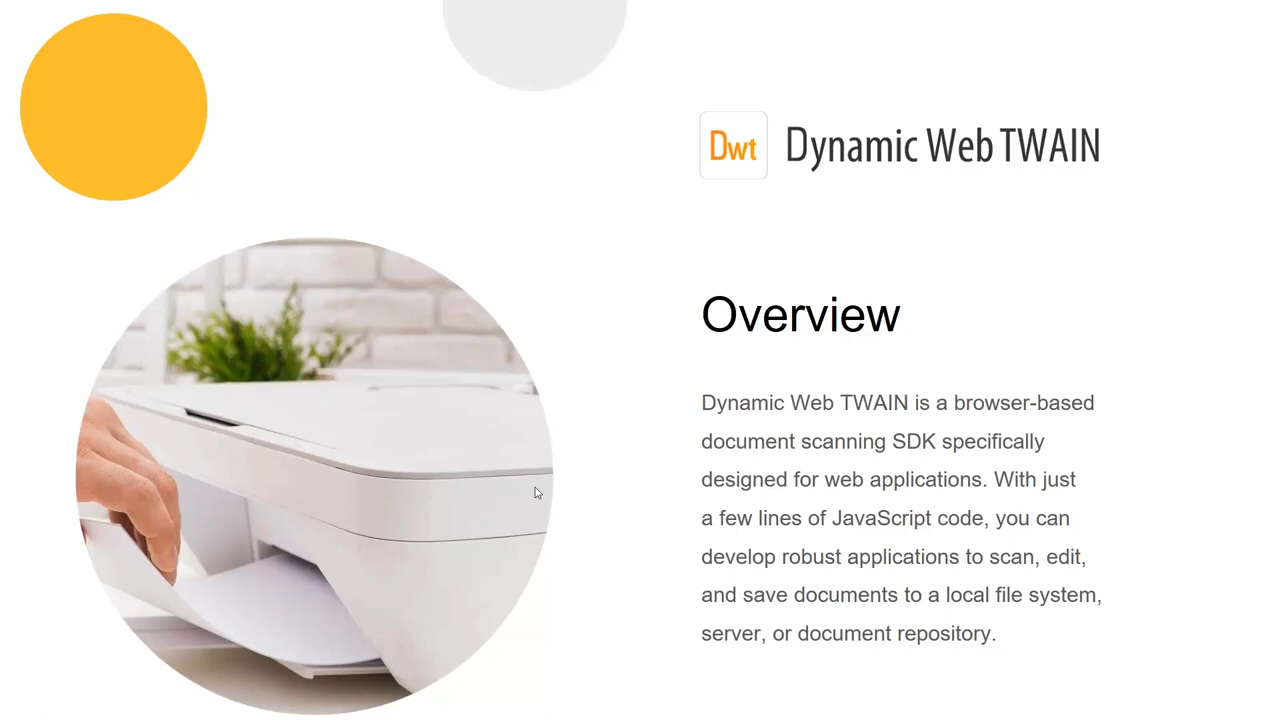 Dwt Dynamic Web TWAIN
Overview
Dynamic Web TWAIN is a browser-based
document scanning SDK specifically
designed for web applications. With just
a few lines of JavaScript code, you can
develop robust applications to scan, edit,
and save documents to a local file system,
server, or document repository.